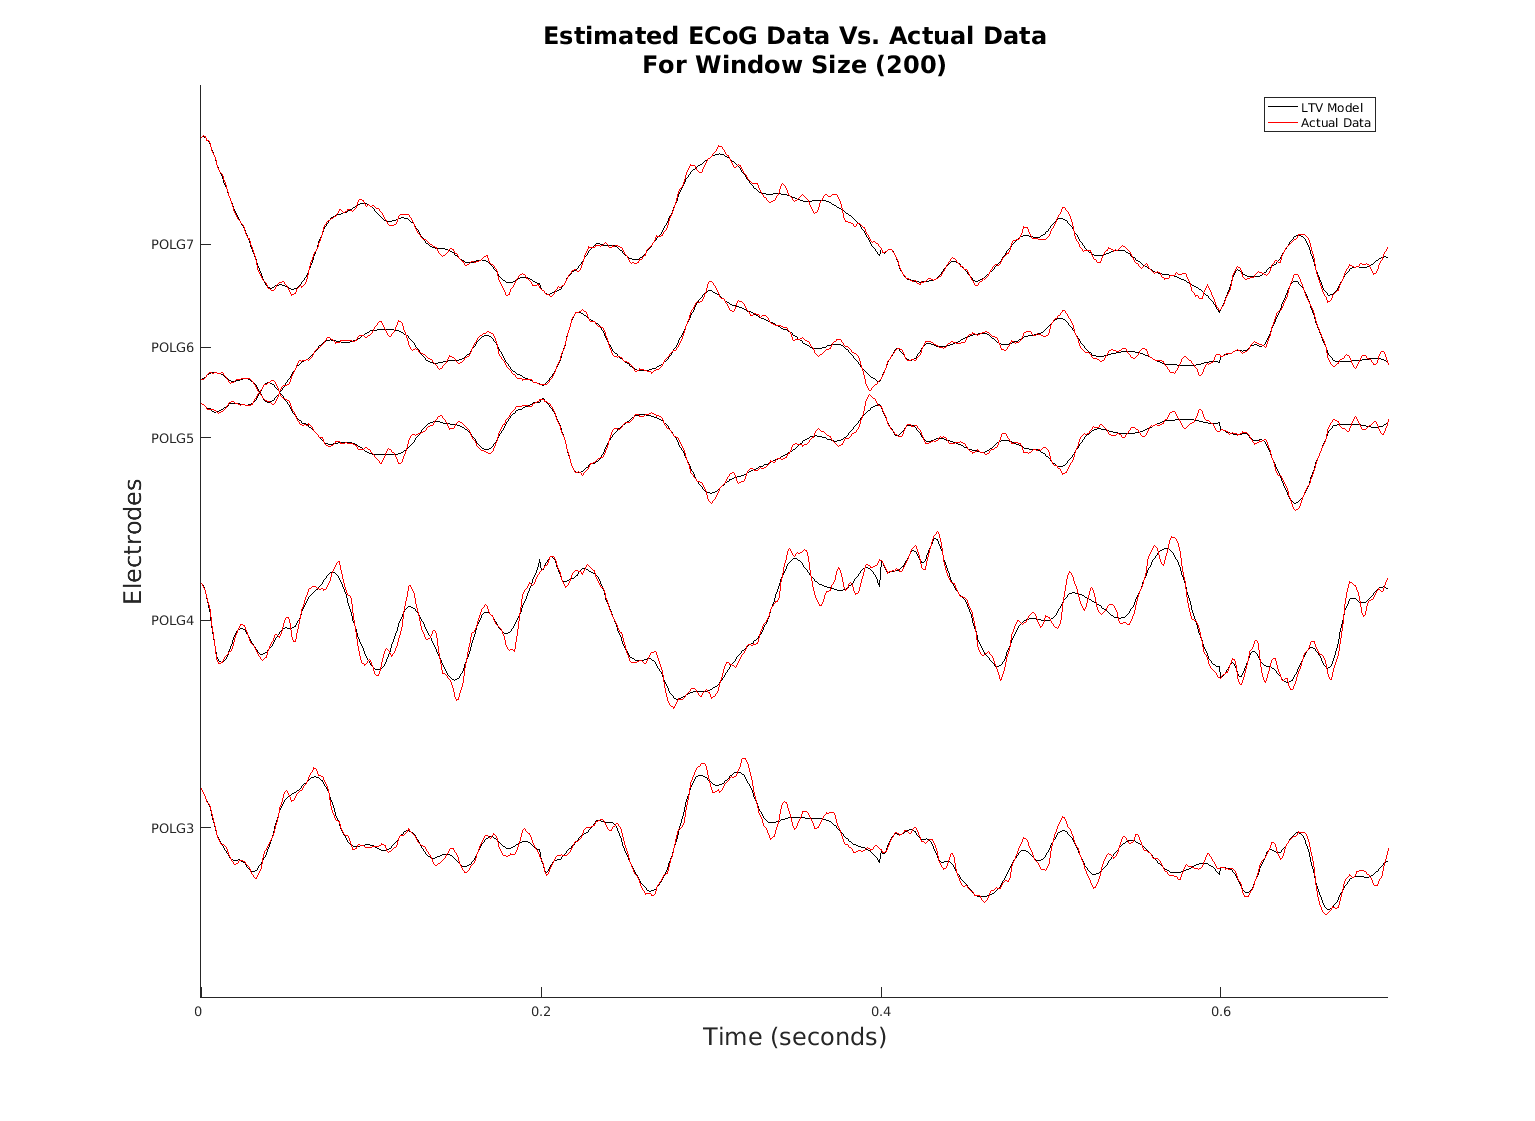 Estimated ECoG Data Vs. Actual Data
For Window Size (200)
LTV Model
Actual Data
POLG7
POLG6
POLG5
POLG4
POLG3
Electrodes
0
0.2
0.4
0.6
Time (seconds)